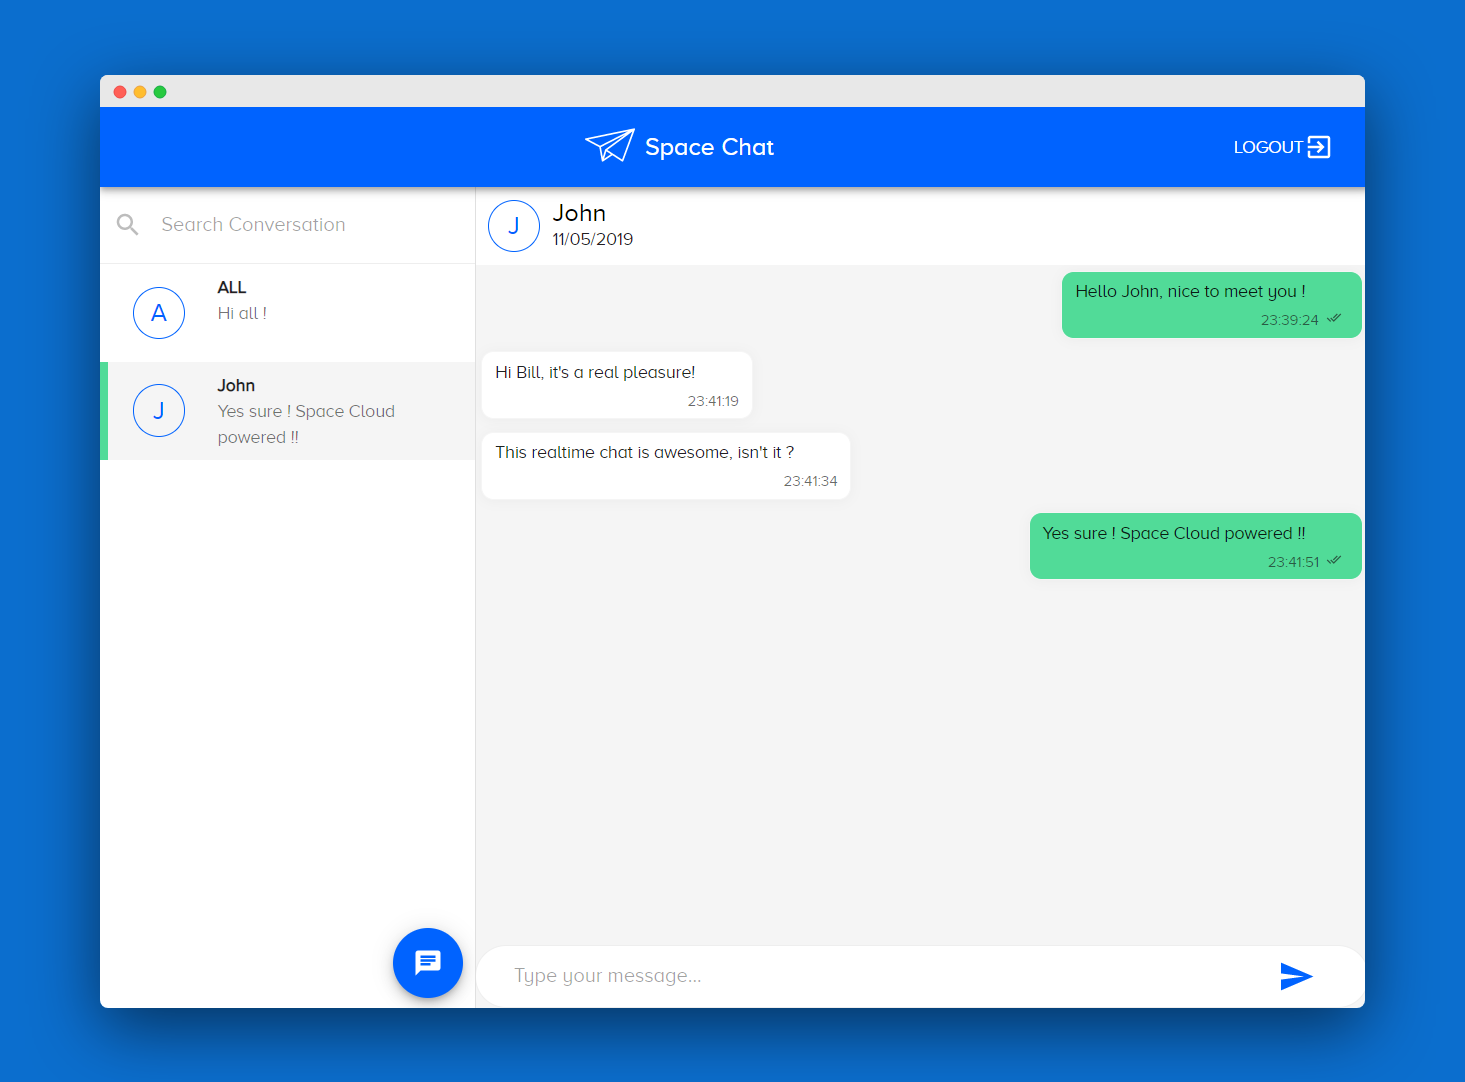 Space Chat
LOGOUT
Search Conversation
A
ALL
Hi all !
J
John
Yes sure ! Space Cloud
powered !!
J
John
11/05/2019
Hello John, nice to meet you !
23:39:24
Hi Bill, it's a real pleasure!
23:41:19
This realtime chat is awesome, isn't it ?
23:41:34
Yes sure ! Space Cloud powered !!
23:41:51
Type your message...